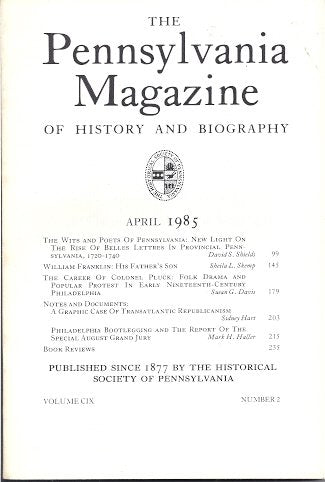 THE
Pennsylvania
Magazine
OF HISTORY AND BIOGRAPHY
APRIL 1985
THE WITS AND POETS OF PENNSYLVANIA: NEW LIGHT ON
THE RISE OF BELLES LETTRES IN PROVINCIAL PENN-
SYLVANIA, 1720-1740 David S. Shields 99
WILLIAM FRANKLIN: HIS FATHER'S SON Sheila L. Skemp 145
THE CAREER OF COLONEL PLUCK: FOLK DRAMA AND
POPULAR PROTEST IN EARLY NINETEENTH-CENTURY
PHILADELPHIA Susan G. Davis 179
NOTES AND DOCUMENTS:
A GRAPHIC CASE OF TRANSATLANTIC REPUBLICANISM
Sidney Hart 203
PHILADELPHIA BOOTLEGGING AND THE REPORT OF THE
SPECIAL AUGUST GRAND JURY Mark H. Haller 215
BOOK REVIEWS 235
PUBLISHED SINCE 1877 BY THE HISTORICAL
SOCIETY OF PENNSYLVANIA
VOLUME CIX NUMBER 2